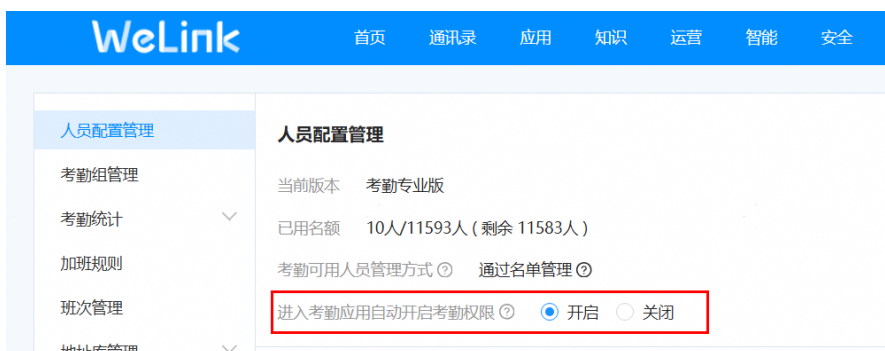 WeLink 首页 通讯录 应用 知识 运营 智能 安全
人员配置管理
考勤组管理
考勤统计
加班规则
班次管理
地址库管理
人员配置管理
当前版本 考勤专业版
已用名额 10人/11593人 ( 剩余 11583人 )
考勤可用人员管理方式 ? 通过名单管理 ?
进入考勤应用自动开启考勤权限 ? 开启 关闭